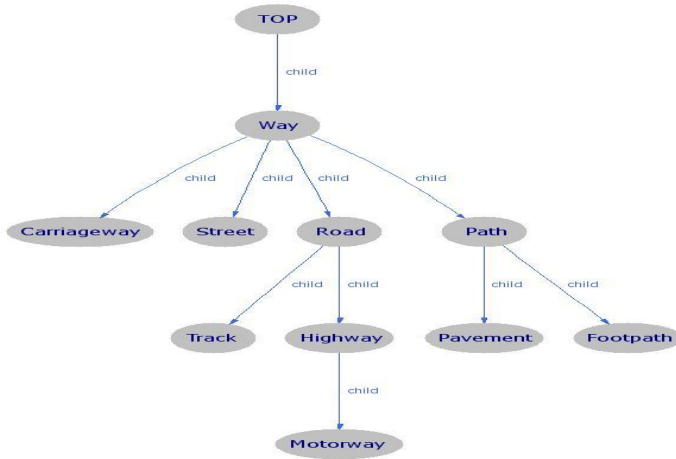 TOP
child
Way
child child child child
Carriageway Street Road Path
child child child child
Track Highway Pavement Footpath
child
Motorway